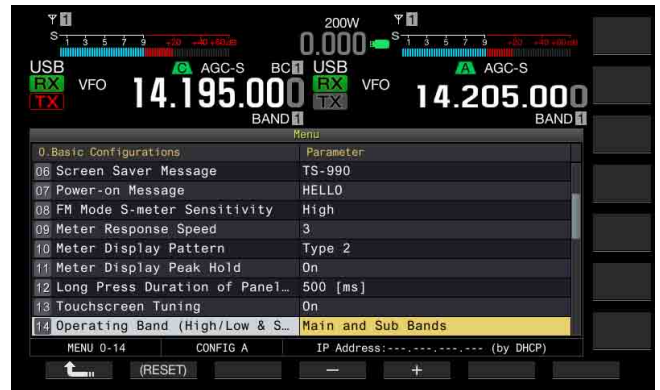 1 200W 1
S 1 3 5 7 9 +20 +40 +60dB 0.000 S 1 3 5 7 9 +20 +40 +60dB
USB C AGC-S BC1 USB A AGC-S
RX VFO 14.195.000 RX VFO 14.205.000
TX BAND 1 TX BAND 1
Menu
0.Basic Configurations Parameter
06 Screen Saver Message TS-990
07 Power-on Message HELLO
08 FM Mode S-meter Sensitivity High
09 Meter Response Speed 3
10 Meter Display Pattern Type 2
11 Meter Display Peak Hold On
12 Long Press Duration of Panel… 500 [ms]
13 Touchscreen Tuning On
14 Operating Band (High/Low & S… Main and Sub Bands
MENU 0-14 CONFIG A IP Address:---.---.---.--- (by DHCP)
(RESET) − +